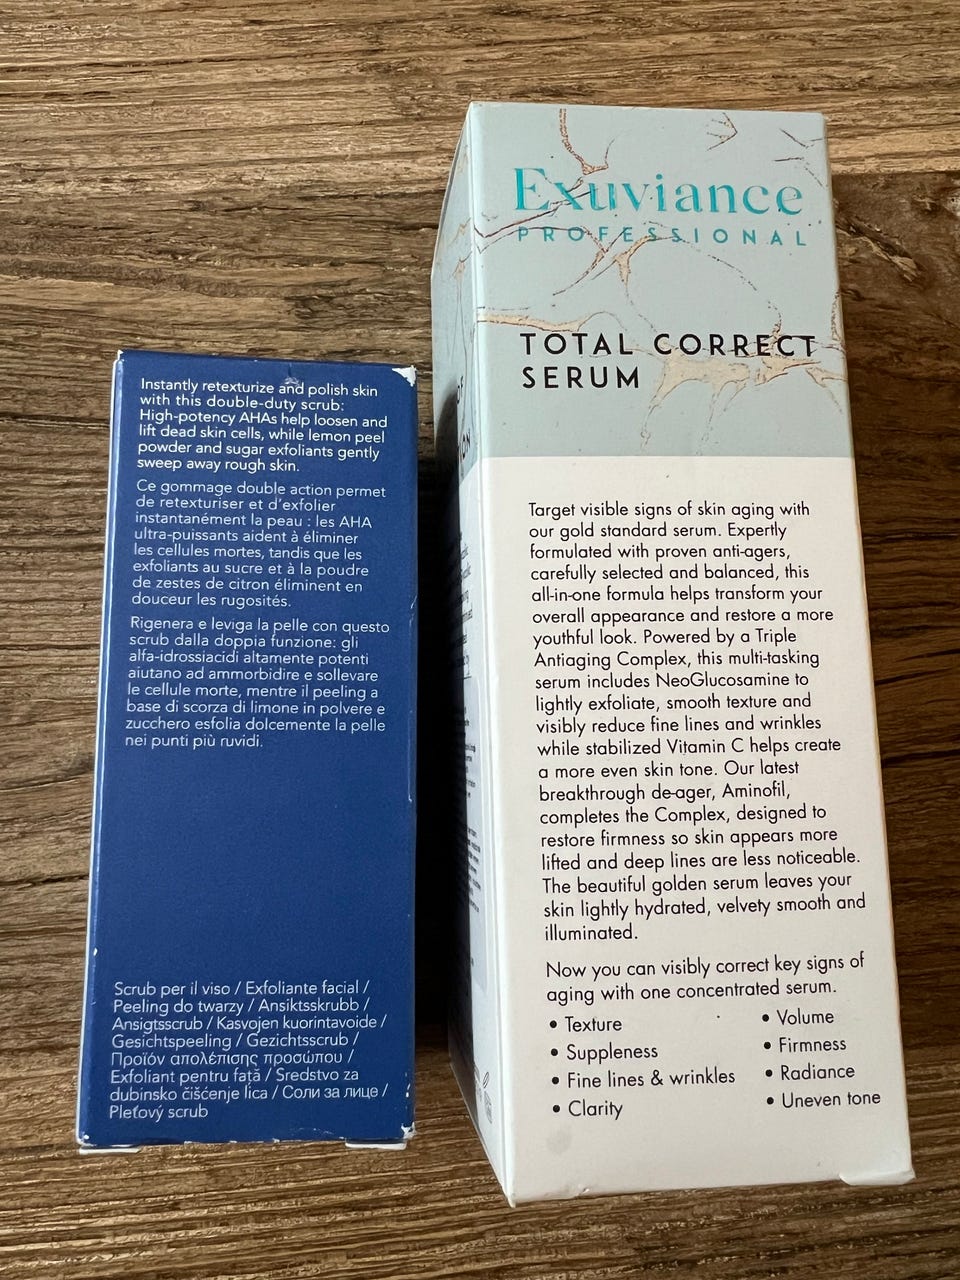 Instantly retexturize and polish skin
with this double-duty scrub:
High-potency AHAs help loosen and
lift dead skin cells, while lemon peel
powder and sugar exfoliants gently
sweep away rough skin.
Ce gommage double action permet
de retexturiser et d'exfolier
instantanément la peau : les AHA
ultra-puissants aident à éliminer
les cellules mortes, tandis que les
exfoliants au sucre et à la poudre
de zestes de citron éliminent en
douceur les rugosités.
Rigenera e leviga la pelle con questo
scrub dalla doppia funzione: gli
alfa-idrossiacidi altamente potenti
aiutano ad ammorbidire e sollevare
le cellule morte, mentre il peeling a
base di scorza di limone in polvere e
zucchero esfolia dolcemente la pelle
nei punti più ruvidi.
Scrub per il viso / Exfoliante facial /
Peeling do twarzy / Ansiktsskrubb /
Ansigtsscrub / Kasvojen kuorintavoide /
Gesichtspeeling / Gezichtsscrub /
Προϊόν απολέπισης προσώπου /
Exfoliant pentru față / Sredstvo za
dubinsko čišćenje lica / Соли за лице /
Pleťový scrub
Exuviance
PROFESSIONAL
TOTAL CORRECT
SERUM
Target visible signs of skin aging with
our gold standard serum. Expertly
formulated with proven anti-agers,
carefully selected and balanced, this
all-in-one formula helps transform your
overall appearance and restore a more
youthful look. Powered by a Triple
Antiaging Complex, this multi-tasking
serum includes NeoGlucosamine to
lightly exfoliate, smooth texture and
visibly reduce fine lines and wrinkles
while stabilized Vitamin C helps create
a more even skin tone. Our latest
breakthrough de-ager, Aminofil,
completes the Complex, designed to
restore firmness so skin appears more
lifted and deep lines are less noticeable.
The beautiful golden serum leaves your
skin lightly hydrated, velvety smooth and
illuminated.
Now you can visibly correct key signs of
aging with one concentrated serum.
• Texture
• Suppleness
• Fine lines & wrinkles
• Clarity
• Volume
• Firmness
• Radiance
• Uneven tone